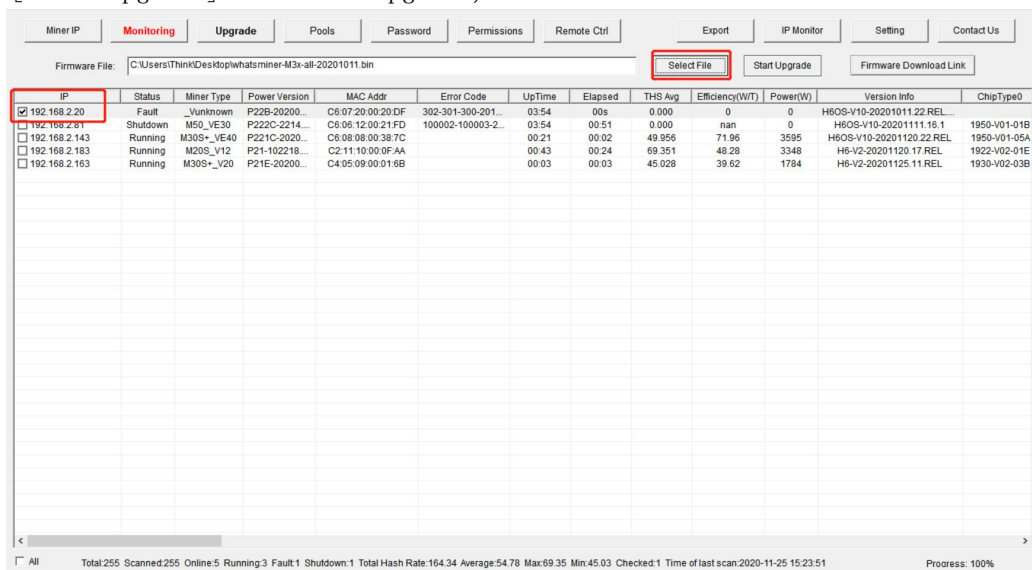 Miner IP Monitoring Upgrade Pools Password Permissions Remote Ctrl Export IP Monitor Setting Contact Us
Firmware File: C:\Users\Think\Desktop\whatsminer-M3x-all-20201011.bin Select File Start Upgrade Firmware Download Link
IP Status Miner Type Power Version MAC Addr Error Code UpTime Elapsed THS Avg Efficiency(W/T) Power(W) Version Info ChipType0
192.168.2.20 Fault _Vunknown P22B-20200... C6:07:20:00:20:DF 302-301-300-201... 03:54 00s 0.000 0 0 H6OS-V10-20201011.22.REL...
192.168.2.81 Shutdown M50_VE30 P222C-2214.... C6:06:12:00:21:FD 100002-100003-2... 03:54 00:51 0.000 nan 0 H6OS-V10-20201111.16.1 1950-V01-01B
192.168.2.143 Running M30S+_VE40 P221C-2020... C6:08:08:00:38:7C 00:21 00:02 49.956 71.96 3595 H6OS-V10-20201120.22.REL 1950-V01-05A
192.168.2.183 Running M20S_V12 P21-102218.... C2:11:10:00:0F:AA 00:43 00:24 69.351 48.28 3348 H6-V2-20201120.17.REL 1922-V02-01E
192.168.2.163 Running M30S+_V20 P21E-20200... C4:05:09:00:01:6B 00:03 00:03 45.028 39.62 1784 H6-V2-20201125.11.REL 1930-V02-03B
All Total:255 Scanned:255 Online:5 Running:3 Fault:1 Shutdown:1 Total Hash Rate:164.34 Average:54.78 Max:69.35 Min:45.03 Checked:1 Time of last scan:2020-11-25 15:23:51 Progress: 100%